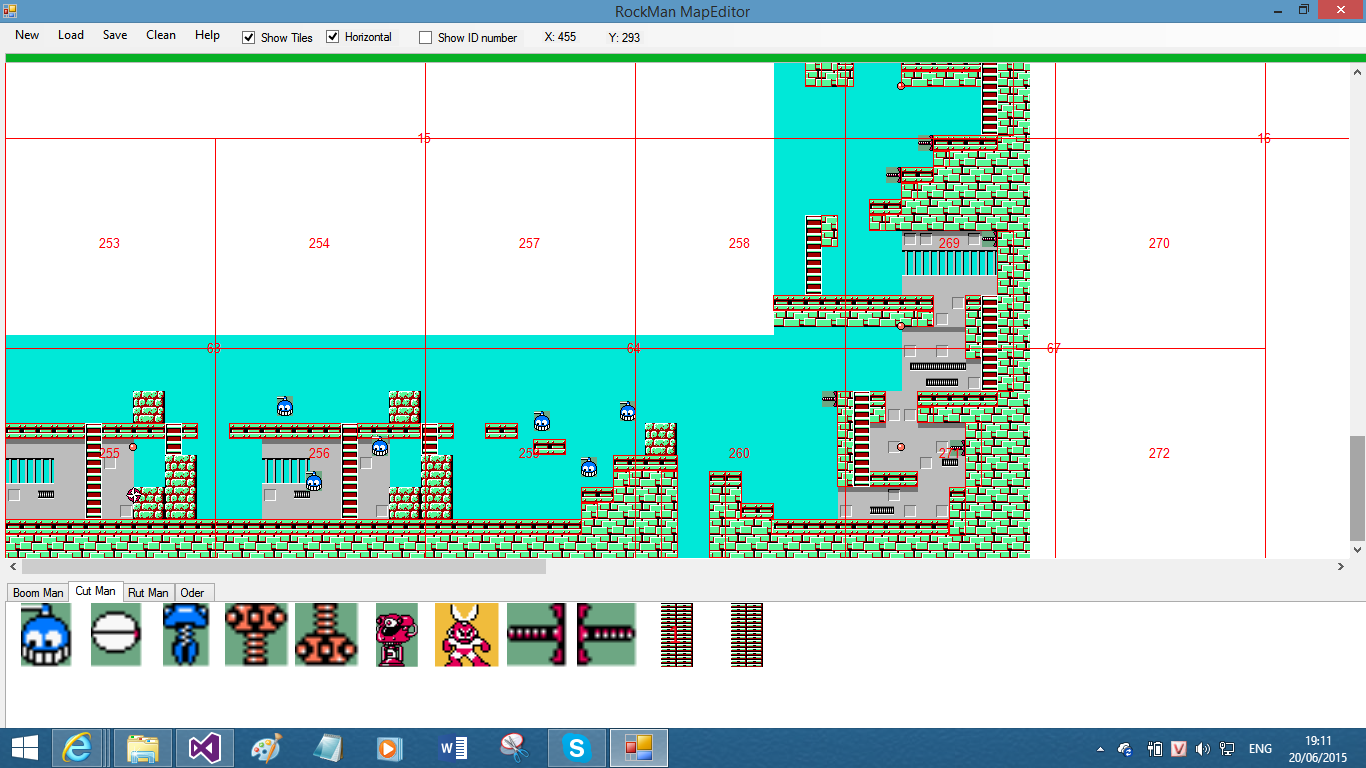 RockMan MapEditor
New Load Save Clean Help Show Tiles Horizontal Show ID number X: 455 Y: 293
15 16
253 254 257 258 269 270
63 64 67
255 256 259 260 272
Boom Man Cut Man Rut Man Oder
ENG
19:11
20/06/2015